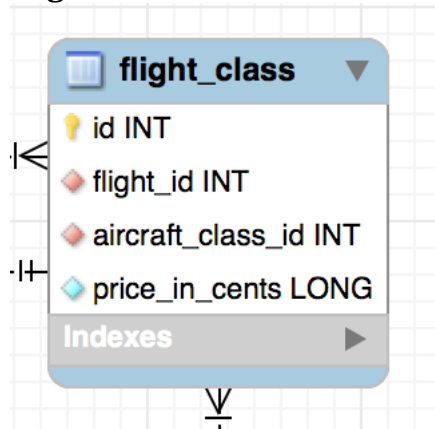 flight_class
id INT
flight_id INT
aircraft_class_id INT
price_in_cents LONG
Indexes